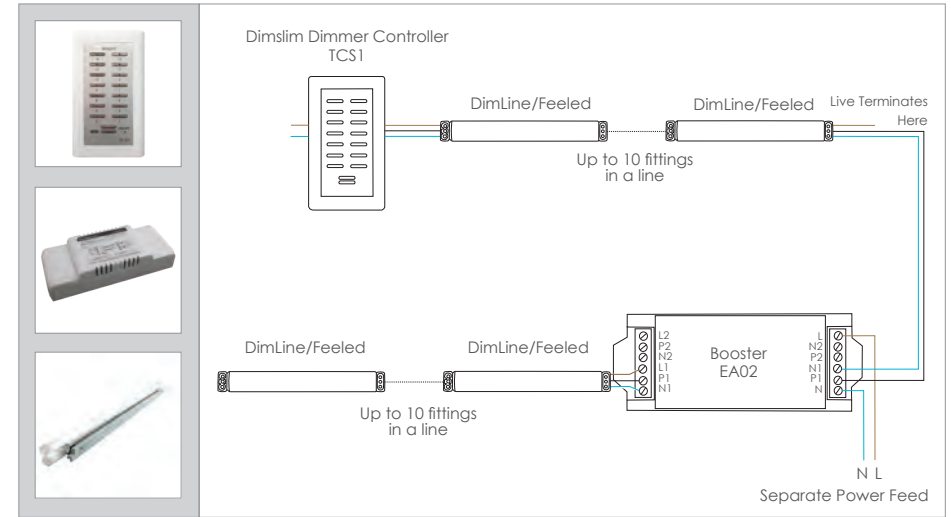 Dimslim Dimmer Controller
TCS1
DimLine/Feeled
DimLine/Feeled
Live Terminates
Here
Up to 10 fittings
in a line
DimLine/Feeled
DimLine/Feeled
Up to 10 fittings
in a line
L2
P2
N2
L1
P1
N1
Booster
EA02
L
N2
P2
N1
P1
N
N L
Separate Power Feed